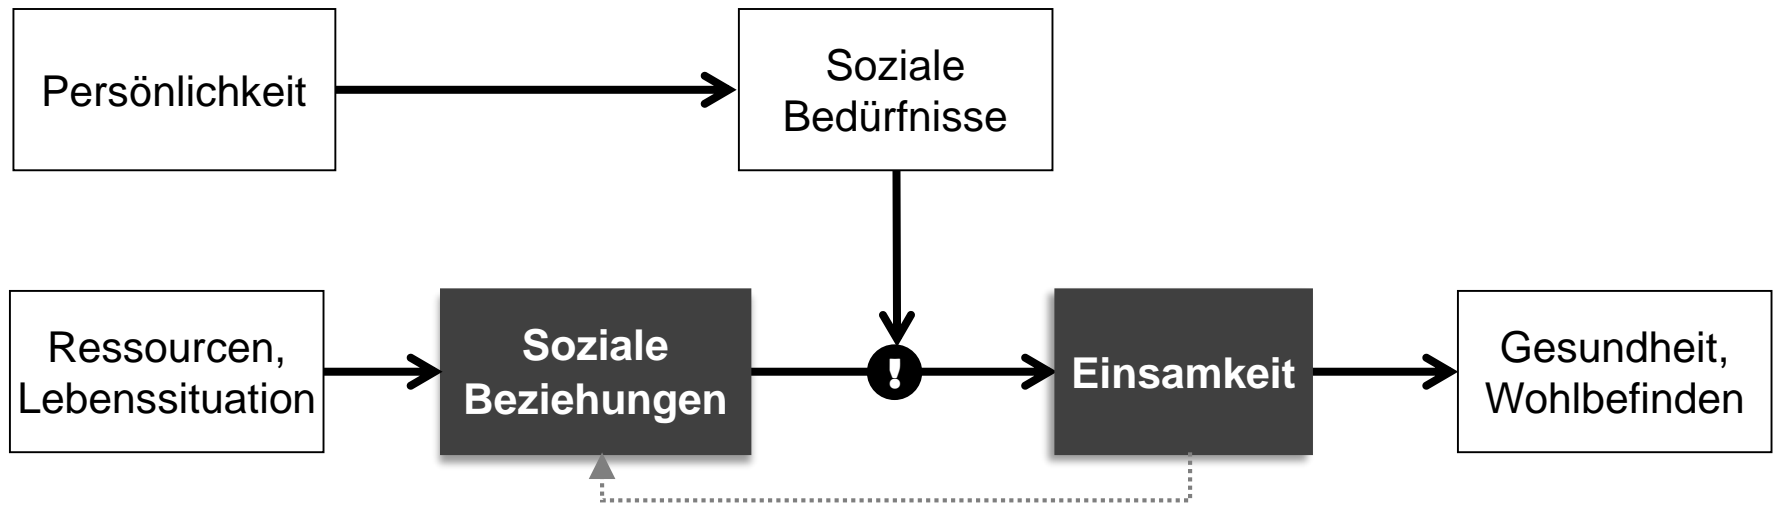 Persönlichkeit
Soziale
Bedürfnisse
Ressourcen,
Lebenssituation
Soziale
Beziehungen
!
Einsamkeit
Gesundheit,
Wohlbefinden